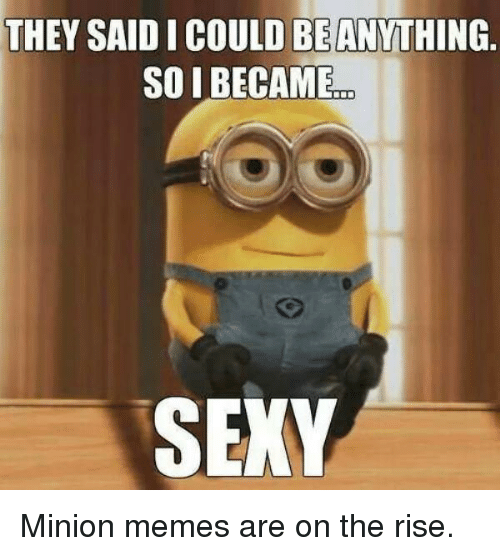 THEY SAID I COULD BE ANYTHING.
SO I BECAME...
SEXY
Minion memes are on the rise.